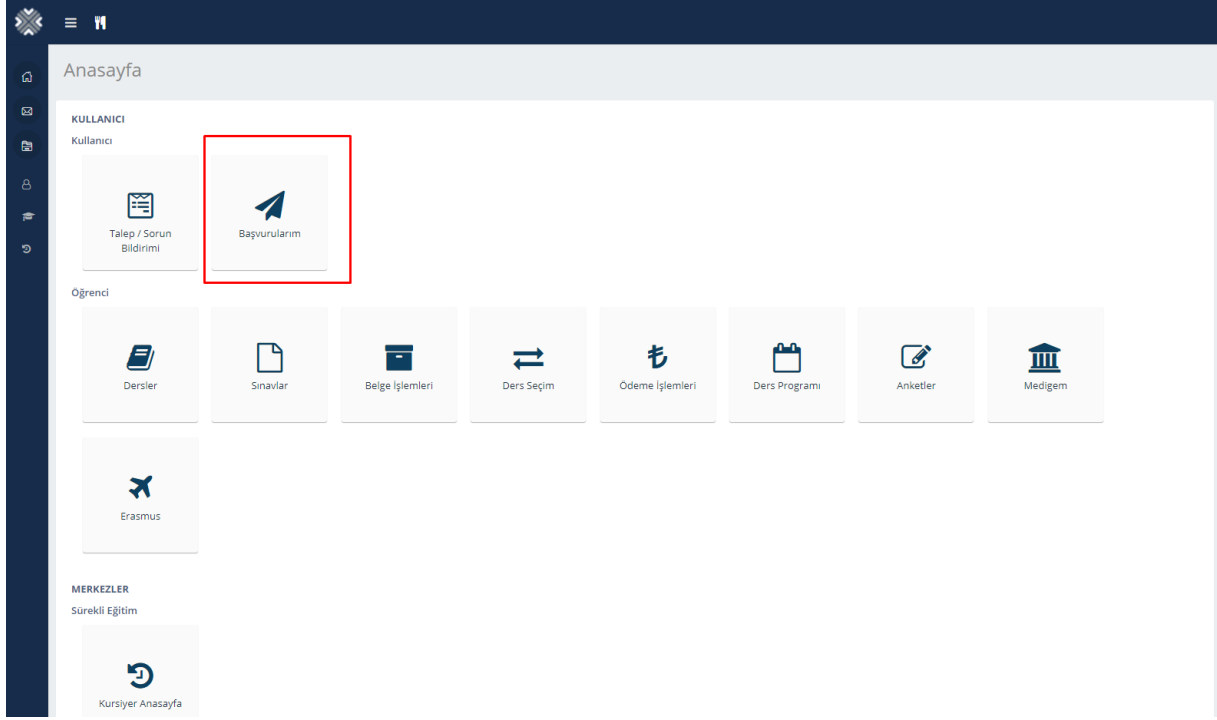 Anasayfa
KULLANICI
Kullanıcı
Talep / Sorun
Bildirimi
Başvurularım
Öğrenci
Dersler
Sınavlar
Belge İşlemleri
Ders Seçim
Ödeme İşlemleri
Ders Programı
Anketler
Medigem
Erasmus
MERKEZLER
Sürekli Eğitim
Kursiyer Anasayfa